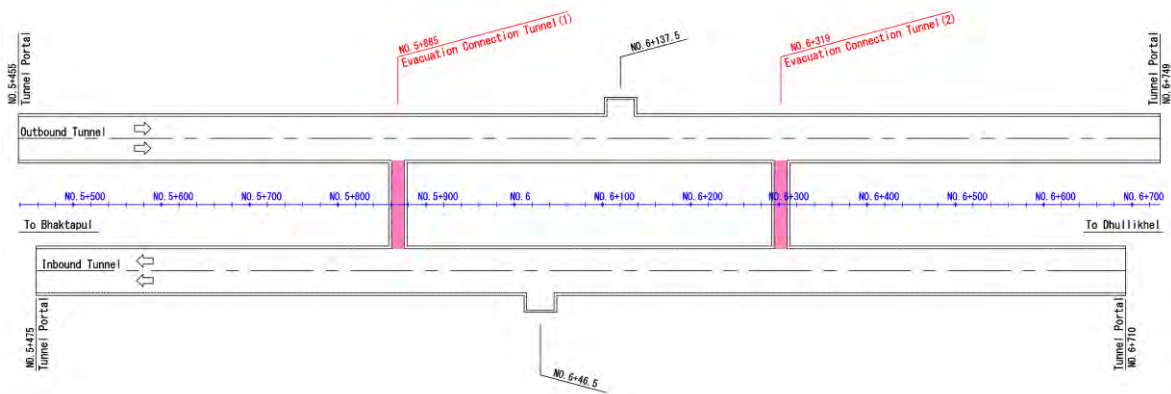 NO.5+455
Tunnel Portal
NO.5+885
Evacuation Connection Tunnel(1)
NO.6+137.5
NO.6+319
Evacuation Connection Tunnel(2)
Tunnel Portal
NO.6+749
Outbound Tunnel
NO.5+500 NO.5+600 NO.5+700 NO.5+800 NO.5+900 NO.6 NO.6+100 NO.6+200 NO.6+300 NO.6+400 NO.6+500 NO.6+600 NO.6+700
To Bhaktapul
To Dhullikhel
Inbound Tunnel
NO.5+475
Tunnel Portal
NO.6+46.5
Tunnel Portal
NO.6+710